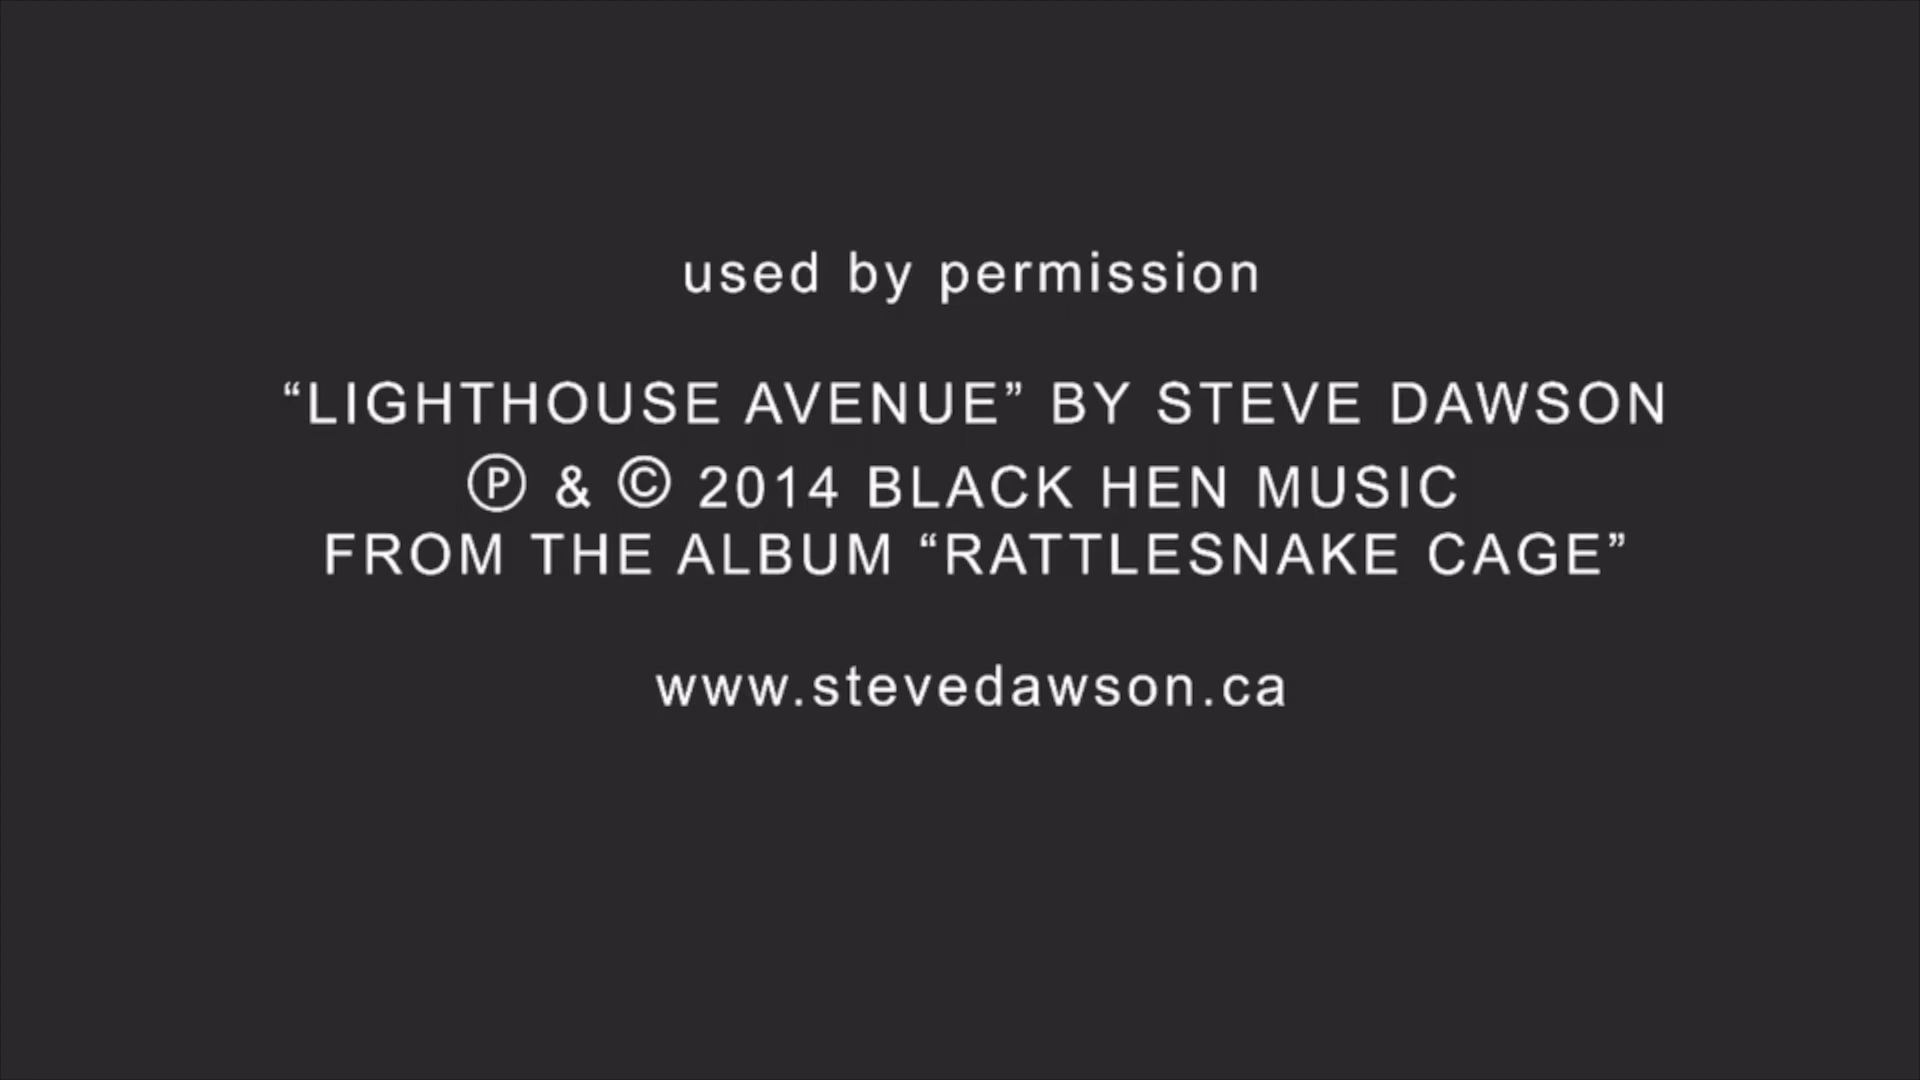 used by permission
“LIGHTHOUSE AVENUE” BY STEVE DAWSON
Ⓟ & © 2014 BLACK HEN MUSIC
FROM THE ALBUM “RATTLESNAKE CAGE”
www.stevedawson.ca